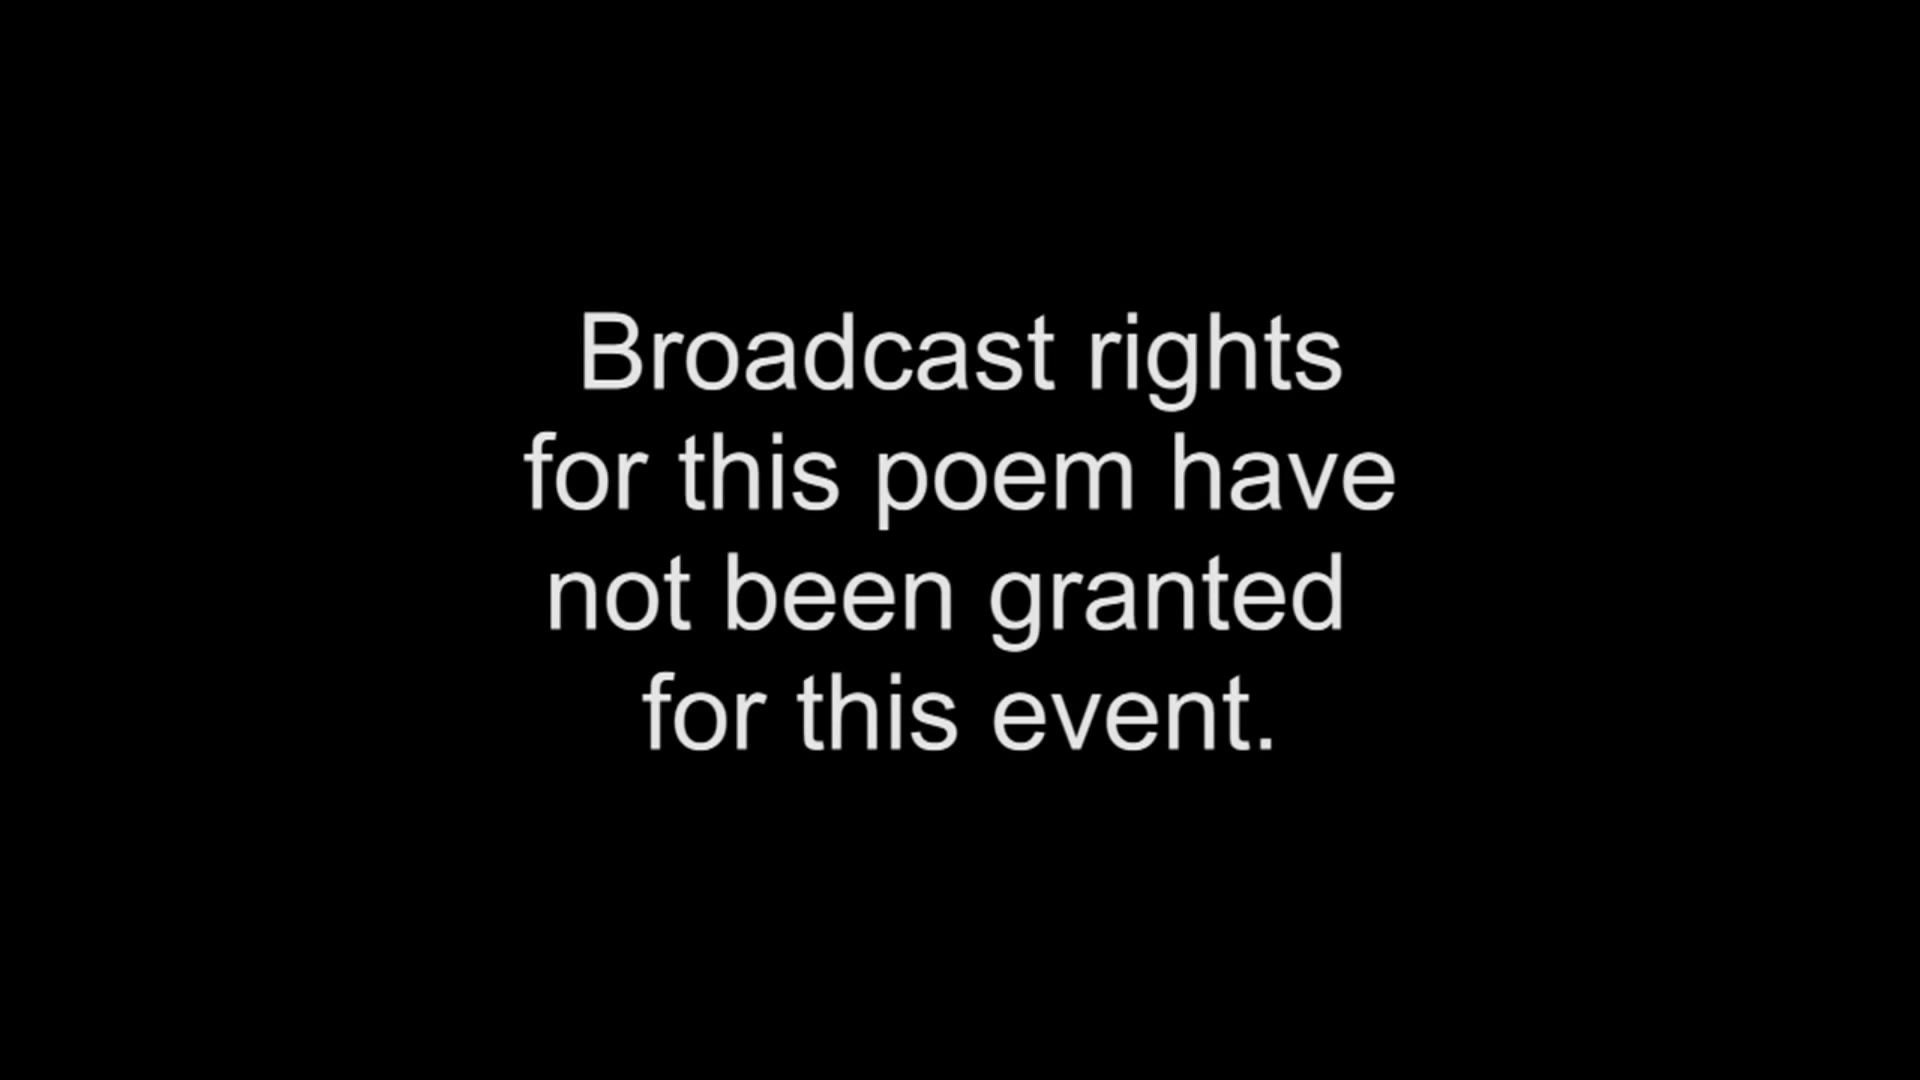 Broadcast rights
for this poem have
not been granted
for this event.